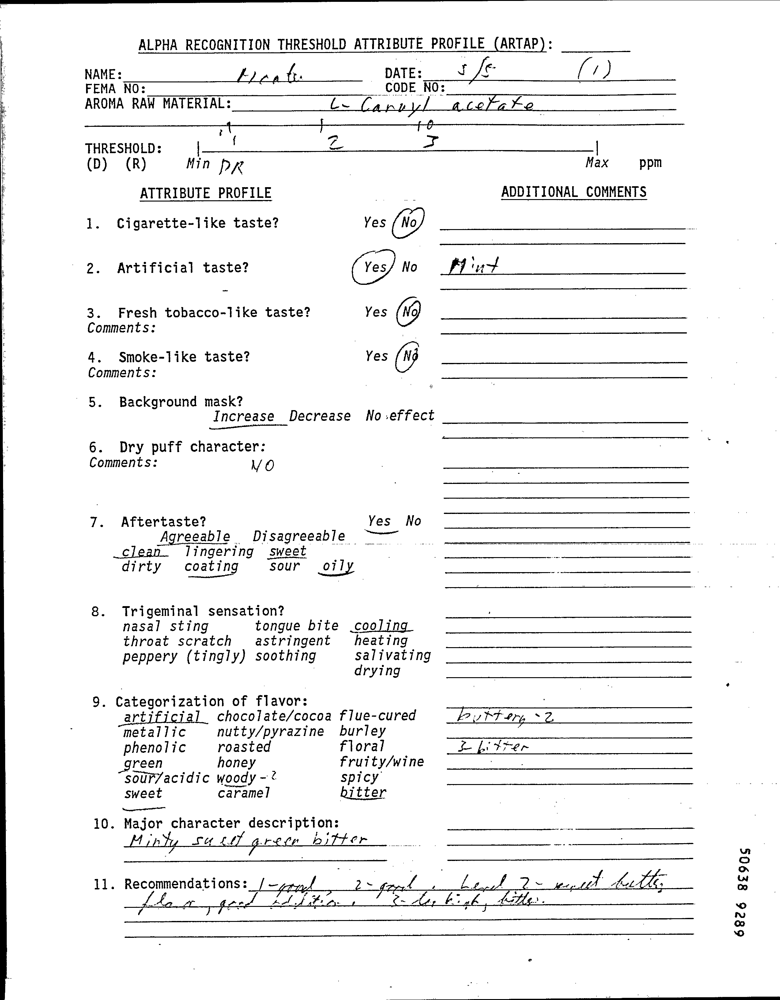 ALPHA RECOGNITION THRESHOLD ATTRIBUTE PROFILE (ARTAP):
NAME: DATE: 5/5 (1)
FEMA NO: CODE NO:
AROMA RAW MATERIAL: L- Carvyl acetate
.1 1 10
THRESHOLD: 1 2 3
(D) (R) Min DR Max ppm
ATTRIBUTE PROFILE ADDITIONAL COMMENTS
1. Cigarette-like taste? Yes No
2. Artificial taste? Yes No Mint
3. Fresh tobacco-like taste? Yes No
Comments:
4. Smoke-like taste? Yes No
Comments:
5. Background mask?
Increase Decrease No effect
6. Dry puff character:
Comments: NO
7. Aftertaste? Yes No
Agreeable Disagreeable
clean lingering sweet
dirty coating sour oily
8. Trigeminal sensation?
nasal sting tongue bite cooling
throat scratch astringent heating
peppery (tingly) soothing salivating
drying
9. Categorization of flavor:
artificial chocolate/cocoa flue-cured buttery - 2
metallic nutty/pyrazine burley
phenolic roasted floral 3 bitter
green honey fruity/wine
sour/acidic woody - 2 spicy
sweet caramel bitter
10. Major character description:
Minty sweet green bitter
11. Recommendations: 1-good 2-good, Level 2- sweet
good 3- high,
50638 9289